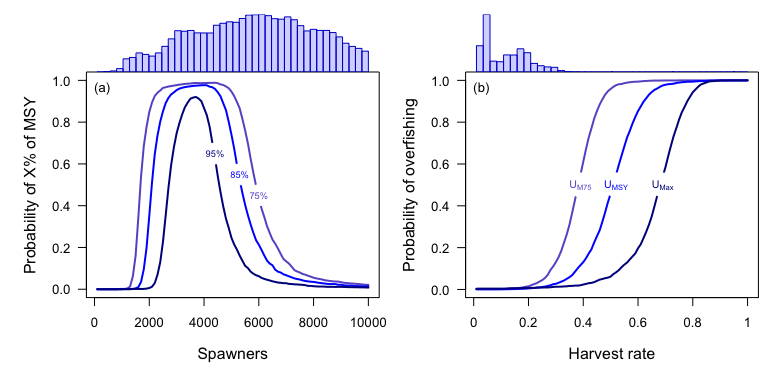 (a)
1.0
0.8
0.6
0.4
0.2
0.0
Probability of X% of MSY
95%
85%
75%
0 2000 4000 6000 8000 10000
Spawners
(b)
1.0
0.8
0.6
0.4
0.2
0.0
Probability of overfishing
UM75 UMSY UMax
0 0.2 0.4 0.6 0.8 1
Harvest rate